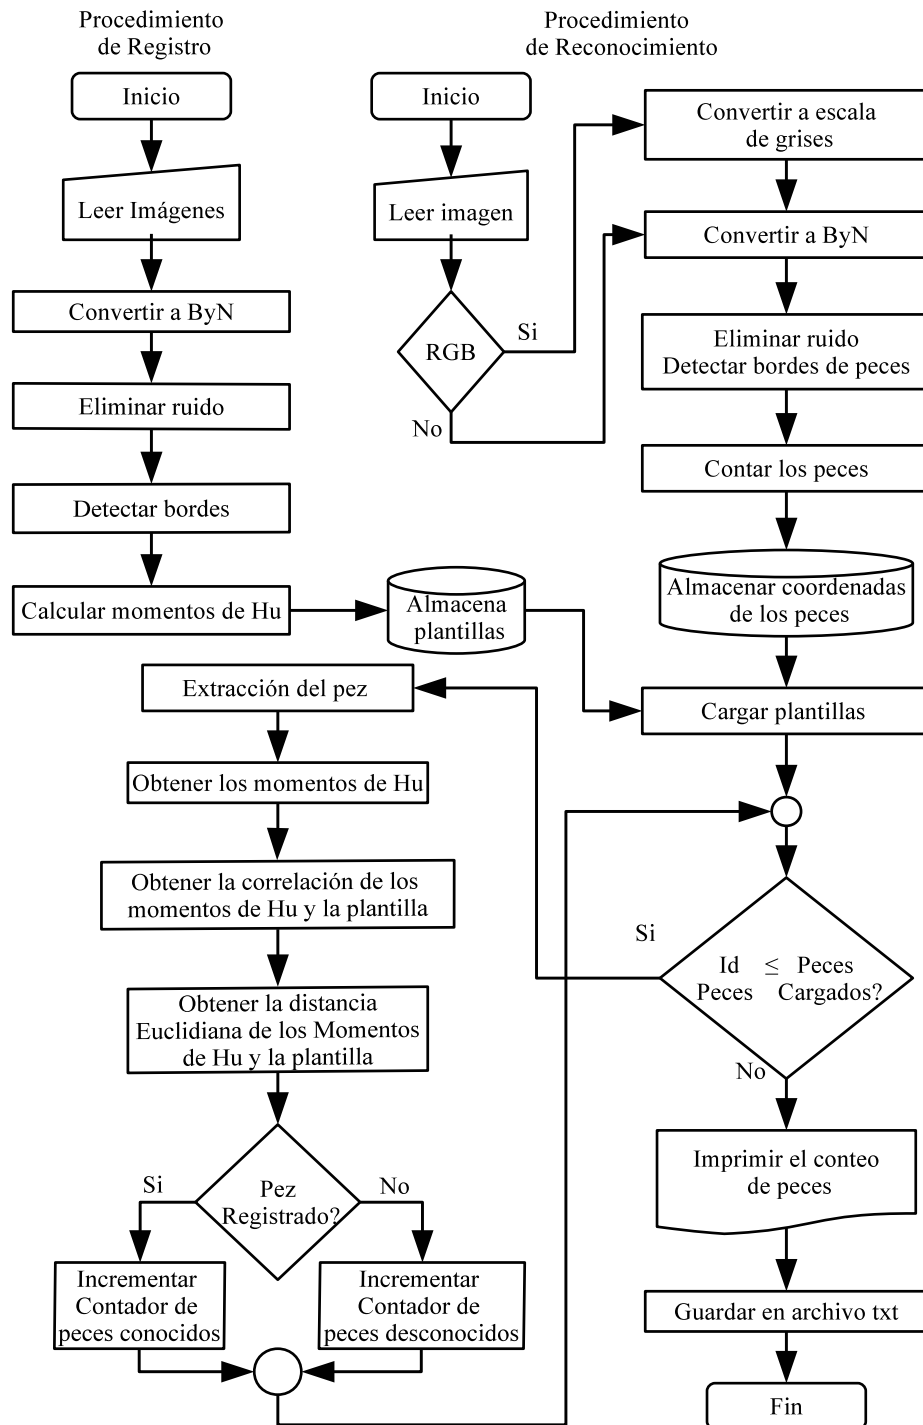 Procedimiento
de Registro
Inicio
Leer Imágenes
Convertir a ByN
Eliminar ruido
Detectar bordes
Calcular momentos de Hu
Almacena
plantillas
Procedimiento
de Reconocimiento
Inicio
Leer imagen
RGB
Si
No
Convertir a escala
de grises
Convertir a ByN
Eliminar ruido
Detectar bordes de peces
Contar los peces
Almacenar coordenadas
de los peces
Cargar plantillas
Id ≤ Peces
Peces Cargados?
Si
No
Extracción del pez
Obtener los momentos de Hu
Obtener la correlación de los
momentos de Hu y la plantilla
Obtener la distancia
Euclidiana de los Momentos
de Hu y la plantilla
Pez
Registrado?
Si
No
Incrementar
Contador de
peces conocidos
Incrementar
Contador de
peces desconocidos
Imprimir el conteo
de peces
Guardar en archivo txt
Fin